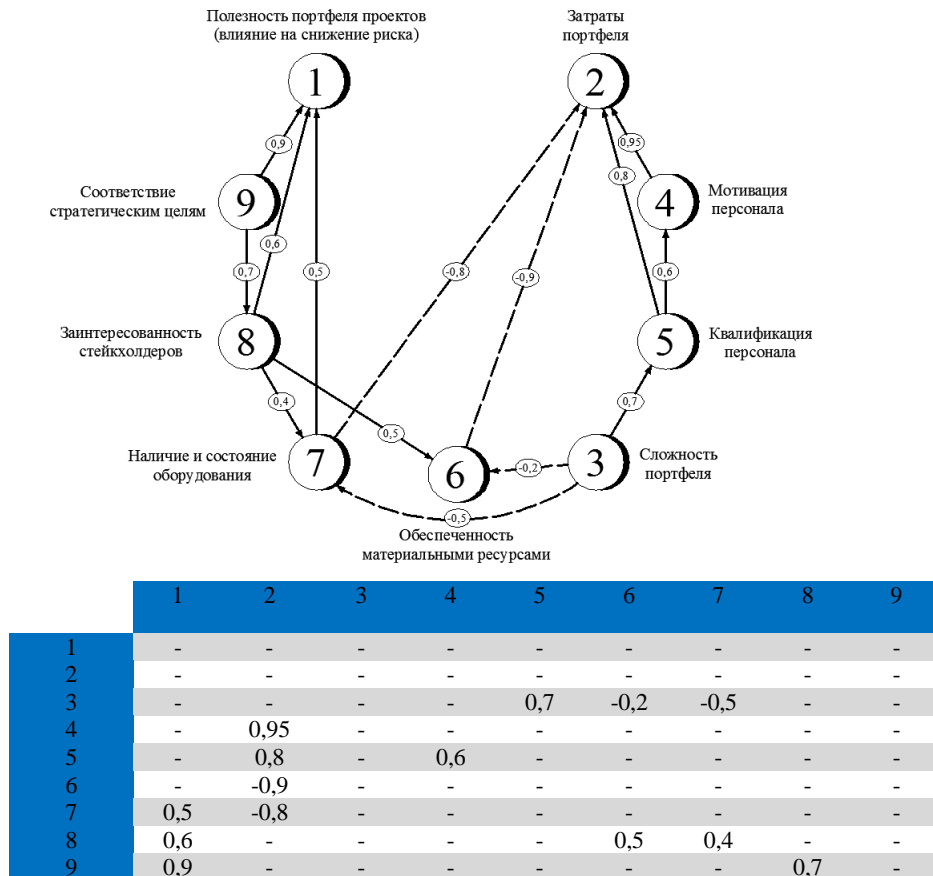 Полезность портфеля проектов
(влияние на снижение риска)
Затраты
портфеля
1
2
0,9
0,95
0,8
Соответствие
стратегическим целям
9
4
Мотивация
персонала
0,6
0,7
0,5
-0,8
-0,9
0,6
Заинтересованность
стейкхолдеров
8
5
Квалификация
персонала
0,4
0,5
0,7
Наличие и состояние
оборудования
7
6
-0,2
3
Сложность
портфеля
-0,5
Обеспеченность
материальными ресурсами
1 2 3 4 5 6 7 8 9
1 - - - - - - - - -
2 - - - - - - - - -
3 - - - - 0,7 -0,2 -0,5 - -
4 - 0,95 - - - - - - -
5 - 0,8 - 0,6 - - - - -
6 - -0,9 - - - - - - -
7 0,5 -0,8 - - - - - - -
8 0,6 - - - - 0,5 0,4 - -
9 0,9 - - - - - - 0,7 -